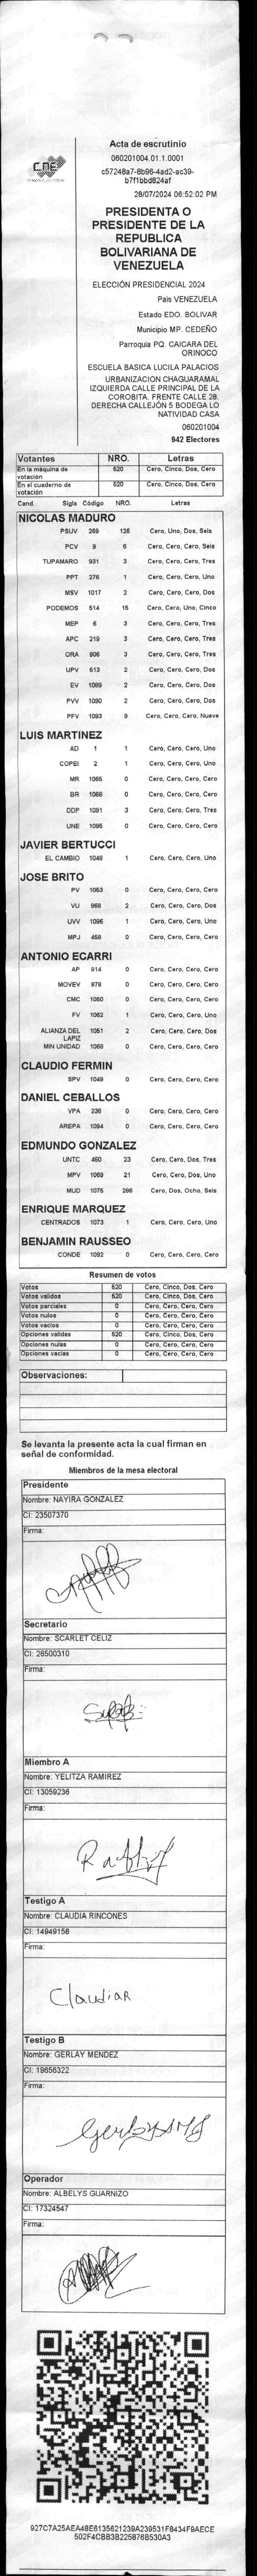 CNE
Acta de escrutinio
060201004.01.1.0001
c57248a7-8b96-4ad2-ac39-
b7f1bbd824af
28/07/2024 06:52:02 PM
PRESIDENTA O
PRESIDENTE DE LA
REPUBLICA
BOLIVARIANA DE
VENEZUELA
ELECCIÓN PRESIDENCIAL 2024
Pais VENEZUELA
Estado EDO. BOLIVAR
Municipio MP. CEDEÑO
Parroquia PQ. CAICARA DEL
ORINOCO
ESCUELA BASICA LUCILA PALACIOS
URBANIZACION CHAGUARAMAL
IZQUIERDA CALLE PRINCIPAL DE LA
COROBITA. FRENTE CALLE 28.
DERECHA CALLEJÓN 5 BODEGA LO
NATIVIDAD CASA
060201004
942 Electores
Votantes NRO. Letras
En la máquina de votación 520 Cero, Cinco, Dos, Cero
En el cuaderno de votación 520 Cero, Cinco, Dos, Cero
Cand. Sigla Código NRO. Letras
NICOLAS MADURO
PSUV 269 126 Cero, Uno, Dos, Seis
PCV 9 6 Cero, Cero, Cero, Seis
TUPAMARO 931 3 Cero, Cero, Cero, Tres
PPT 276 1 Cero, Cero, Cero, Uno
MSV 1017 2 Cero, Cero, Cero, Dos
PODEMOS 514 15 Cero, Cero, Uno, Cinco
MEP 6 3 Cero, Cero, Cero, Tres
APC 219 3 Cero, Cero, Cero, Tres
ORA 906 3 Cero, Cero, Cero, Tres
UPV 613 2 Cero, Cero, Cero, Dos
EV 1089 2 Cero, Cero, Cero, Dos
PVV 1090 2 Cero, Cero, Cero, Dos
PFV 1093 9 Cero, Cero, Cero, Nueve
LUIS MARTINEZ
AD 1 1 Cero, Cero, Cero, Uno
COPEI 2 1 Cero, Cero, Cero, Uno
MR 1065 0 Cero, Cero, Cero, Cero
BR 1066 0 Cero, Cero, Cero, Cero
DDP 1081 3 Cero, Cero, Cero, Tres
UNE 1095 0 Cero, Cero, Cero, Cero
JAVIER BERTUCCI
EL CAMBIO 1048 1 Cero, Cero, Cero, Uno
JOSE BRITO
PV 1053 0 Cero, Cero, Cero, Cero
VU 868 2 Cero, Cero, Cero, Dos
UVV 1096 1 Cero, Cero, Cero, Uno
MPJ 456 0 Cero, Cero, Cero, Cero
ANTONIO ECARRI
AP 814 0 Cero, Cero, Cero, Cero
MOVEV 878 0 Cero, Cero, Cero, Cero
CMC 1050 0 Cero, Cero, Cero, Cero
FV 1062 1 Cero, Cero, Cero, Uno
ALIANZA DEL LAPIZ 1051 2 Cero, Cero, Cero, Dos
MIN UNIDAD 1068 0 Cero, Cero, Cero, Cero
CLAUDIO FERMIN
SPV 1049 0 Cero, Cero, Cero, Cero
DANIEL CEBALLOS
VPA 236 0 Cero, Cero, Cero, Cero
AREPA 1094 0 Cero, Cero, Cero, Cero
EDMUNDO GONZALEZ
UNTC 460 23 Cero, Cero, Dos, Tres
MPV 1069 21 Cero, Cero, Dos, Uno
MUD 1075 286 Cero, Dos, Ocho, Seis
ENRIQUE MARQUEZ
CENTRADOS 1073 1 Cero, Cero, Cero, Uno
BENJAMIN RAUSSEO
CONDE 1092 0 Cero, Cero, Cero, Cero
Resumen de votos
Votos 520 Cero, Cinco, Dos, Cero
Votos validos 520 Cero, Cinco, Dos, Cero
Votos parciales 0 Cero, Cero, Cero, Cero
Votos nulos 0 Cero, Cero, Cero, Cero
Votos vacios 0 Cero, Cero, Cero, Cero
Opciones validas 520 Cero, Cinco, Dos, Cero
Opciones nulas 0 Cero, Cero, Cero, Cero
Opciones vacias 0 Cero, Cero, Cero, Cero
Observaciones:
Se levanta la presente acta la cual firman en
señal de conformidad.
Miembros de la mesa electoral
Presidente
Nombre: NAYIRA GONZALEZ
CI: 23507370
Firma:
Secretario
Nombre: SCARLET CELIZ
CI: 26500310
Firma:
Miembro A
Nombre: YELITZA RAMIREZ
CI: 13059236
Firma:
Testigo A
Nombre: CLAUDIA RINCONES
CI: 14949158
Firma:
ClaudiaR
Testigo B
Nombre: GERLAY MENDEZ
CI: 19656322
Firma:
Operador
Nombre: ALBELYS GUARNIZO
CI: 17324547
Firma:
927C7A25AEA48E6135621239A239531F8434F9AECE
502F4CBB3B225876B530A3